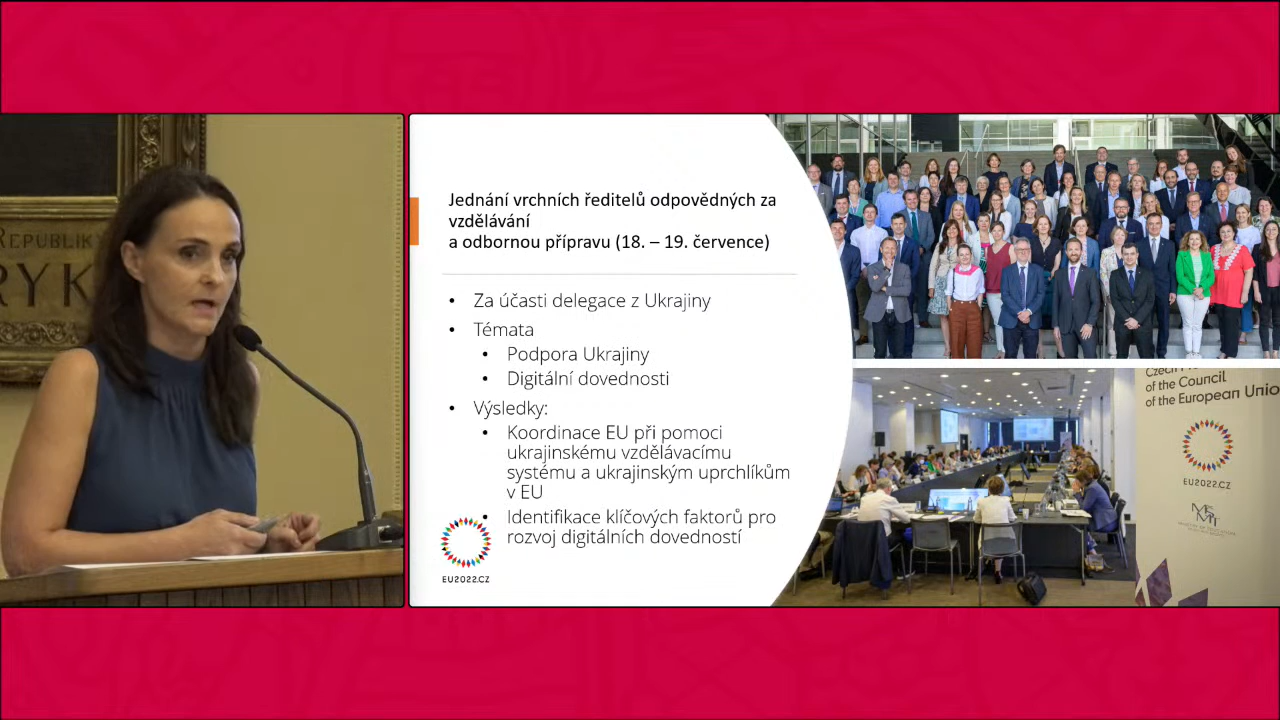 REPUBLIK
RYK
Jednání vrchních ředitelů odpovědných za
vzdělávání
a odbornou přípravu (18. – 19. července)
• Za účasti delegace z Ukrajiny
• Témata
• Podpora Ukrajiny
• Digitální dovednosti
• Výsledky:
• Koordinace EU při pomoci
ukrajinskému vzdělávacímu
systému a ukrajinským uprchlíkům
v EU
• Identifikace klíčových faktorů pro
rozvoj digitálních dovedností
EU2022.CZ
of the Council
of the European Union
EU2022.CZ